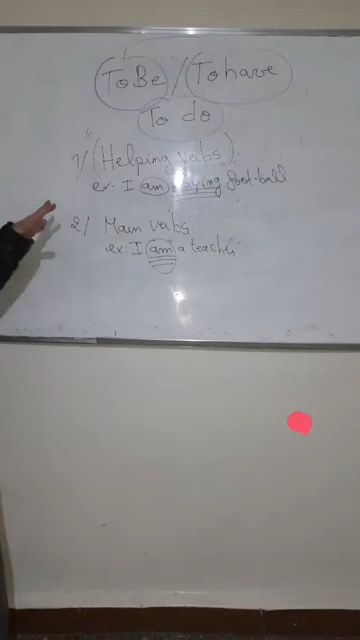 To Be / To have
To do
1/ (Helping Verbs)
ex: I am playing foot-ball
2/ Main verbs
ex: I am a teacher